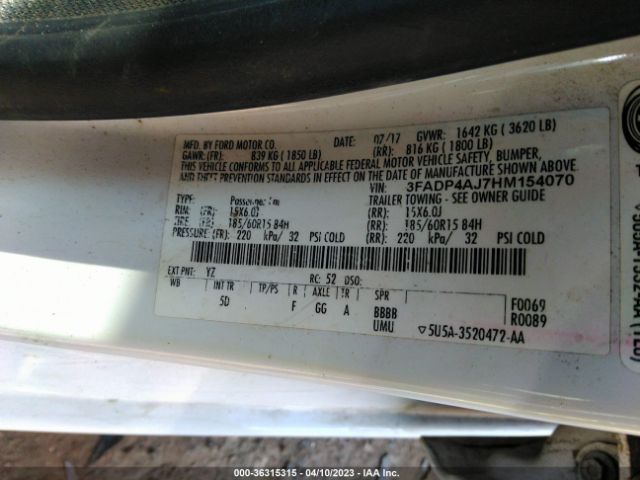 MFD. BY FORD MOTOR CO.
DATE: 07/17 GVWR: 1642 KG ( 3620 LB)
GAWR:(FR): 839 KG ( 1850 LB) (RR): 816 KG ( 1800 LB)
THIS VEHICLE CONFORMS TO ALL APPLICABLE FEDERAL MOTOR VEHICLE SAFETY, BUMPER,
AND THEFT PREVENTION STANDARDS IN EFFECT ON THE DATE OF MANUFACTURE SHOWN ABOVE
VIN: 3FADP4AJ7HM154070
TYPE: TRAILER TOWING - SEE OWNER GUIDE
RIM: (FR): 15X6.0J (RR): 15X6.0J
TIRE: (FR): 185/60R15 84H (RR): 185/60R15 84H
PRESSURE:(FR): 220 kPa/ 32 PSI COLD (RR): 220 kPa/ 32 PSI COLD
EXT PNT: YZ RC: 52 DSO:
WB INT TR TP/PS R AXLE TR SPR
5D F GG A BBBB F0069
UMU R0089
▽5U5A-3520472-AA
000-36315315 - 04/10/2023 - IAA Inc.